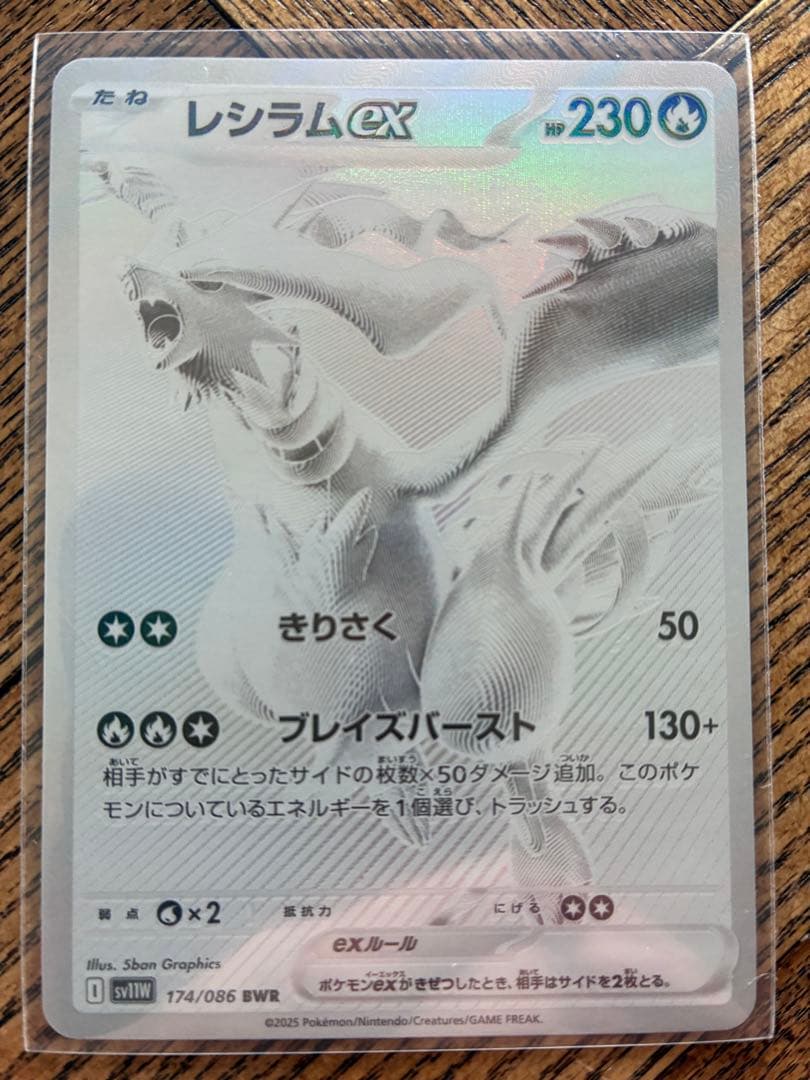 たね レシラムex HP230
きりさく 50
ブレイズバースト 130+
相手がすでにとったサイドの枚数×50ダメージ追加。このポケ
モンについているエネルギーを1個選び、トラッシュする。
弱点 ×2 抵抗力 にげる
exルール
ポケモンexがきぜつしたとき、相手はサイドを2枚とる。
Illus. 5ban Graphics
I sv11W 174/086 BWR
©2025 Pokémon/Nintendo/Creatures/GAME FREAK.